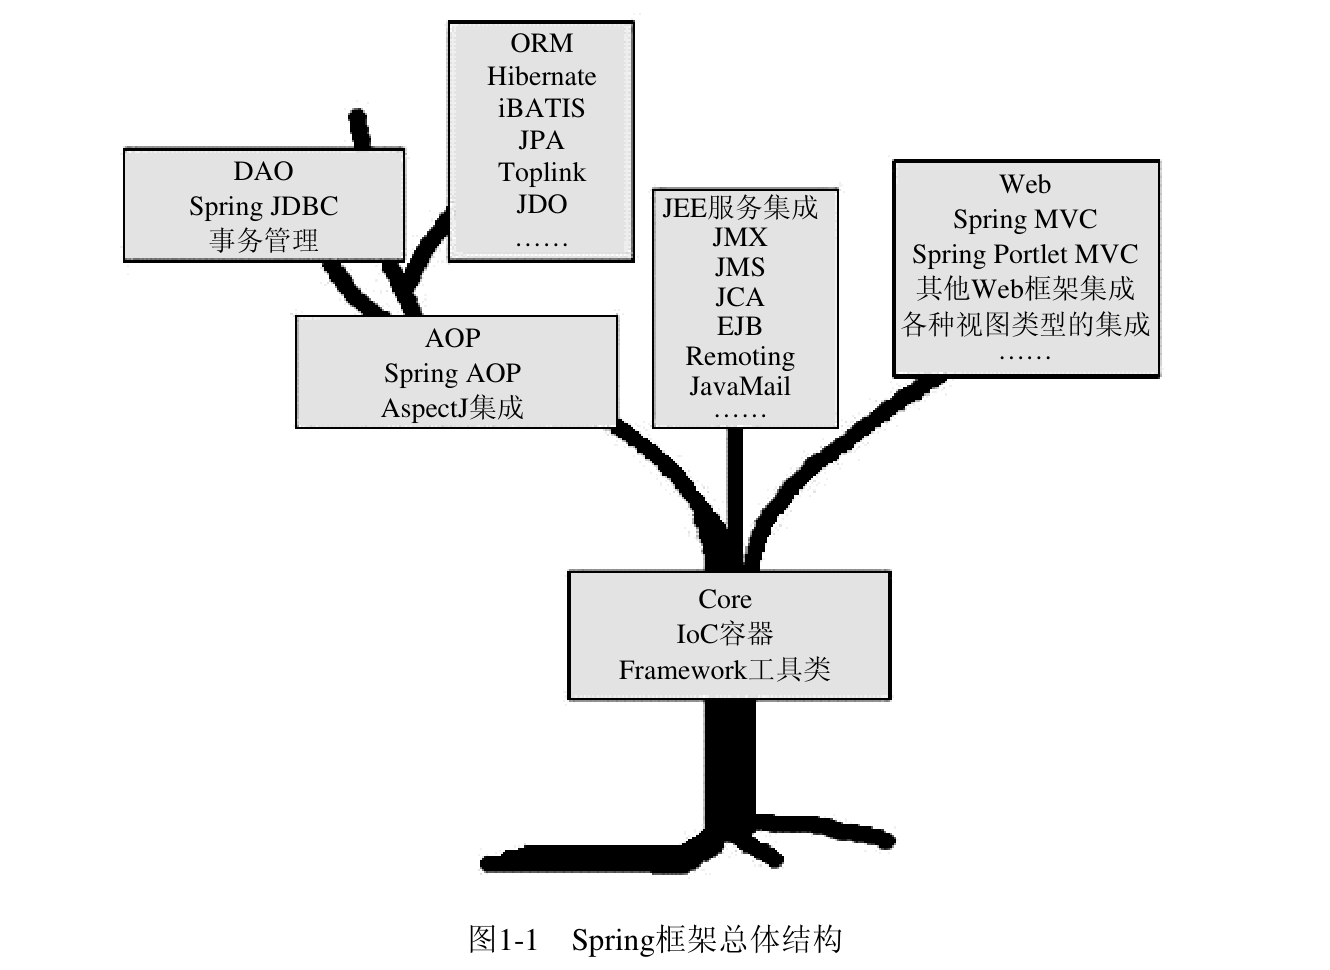 ORM
Hibernate
iBATIS
JPA
Toplink
JDO
……
DAO
Spring JDBC
事务管理
JEE服务集成
JMX
JMS
JCA
EJB
Remoting
JavaMail
……
Web
Spring MVC
Spring Portlet MVC
其他Web框架集成
各种视图类型的集成
……
AOP
Spring AOP
AspectJ集成
Core
IoC容器
Framework工具类
图1-1 Spring框架总体结构